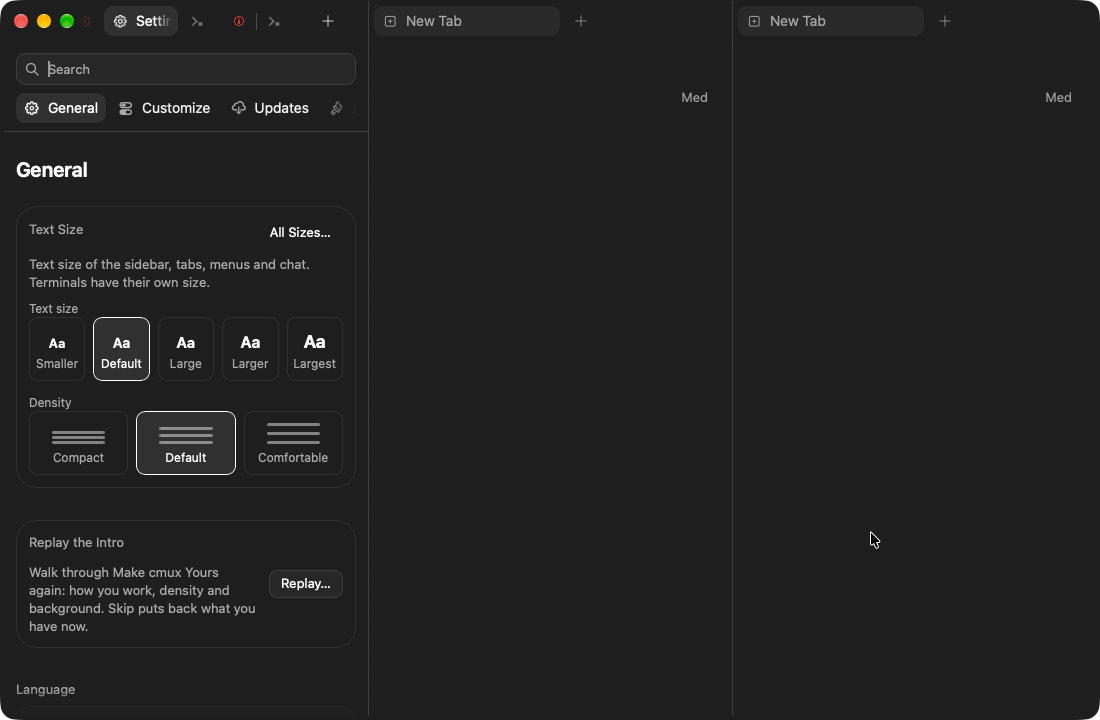 Settin
New Tab
New Tab
Search
General
Customize
Updates
Med
Med
General
Text Size
All Sizes...
Text size of the sidebar, tabs, menus and chat.
Terminals have their own size.
Text size
Aa
Aa
Aa
Aa
Aa
Smaller
Default
Large
Larger
Largest
Density
Compact
Default
Comfortable
Replay the Intro
Walk through Make cmux Yours
again: how you work, density and
background. Skip puts back what you
have now.
Replay...
Language